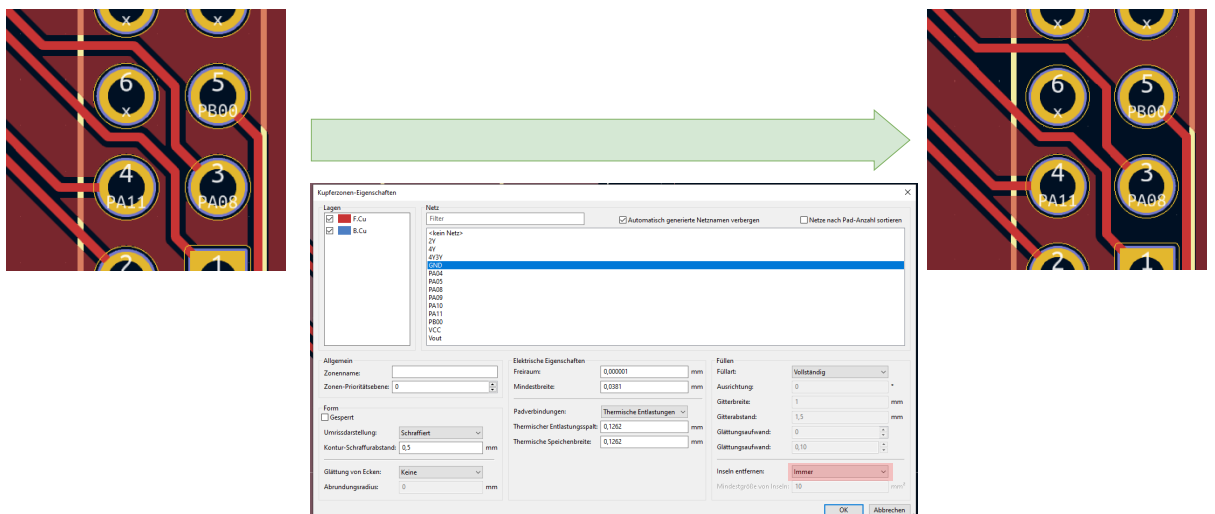 x
x
6
5
x
PB00
4
3
PA11
PA08
2
1
Kupferzonen-Eigenschaften
Lagen
F.Cu
B.Cu
Netz
Filter
Automatisch generierte Netznamen verbergen
Netze nach Pad-Anzahl sortieren
<kein Netz>
2Y
4Y
4Y3Y
GND
PA04
PA05
PA08
PA09
PA10
PA11
PB00
VCC
Vout
Allgemein
Zonenname:
Zonen-Prioritätsebene: 0
Form
Gesperrt
Umrissdarstellung: Schraffiert
Kontur-Schraffurabstand: 0,5 mm
Glättung von Ecken: Keine
Abrundungsradius: 0 mm
Elektrische Eigenschaften
Freiraum: 0,000001 mm
Mindestbreite: 0,0381 mm
Padverbindungen: Thermische Entlastungen
Thermischer Entlastungsspalt: 0,1262 mm
Thermische Speichenbreite: 0,1262 mm
Füllen
Füllart: Vollständig
Ausrichtung: 0 °
Gitterbreite: 1 mm
Gitterabstand: 1,5 mm
Glättungsaufwand: 0
Glättungsaufwand: 0,10
Inseln entfernen: Immer
Mindestgröße von Inseln: 10 mm²
OK Abbrechen
x
x
6
5
x
PB00
4
3
PA11
PA08
2
1